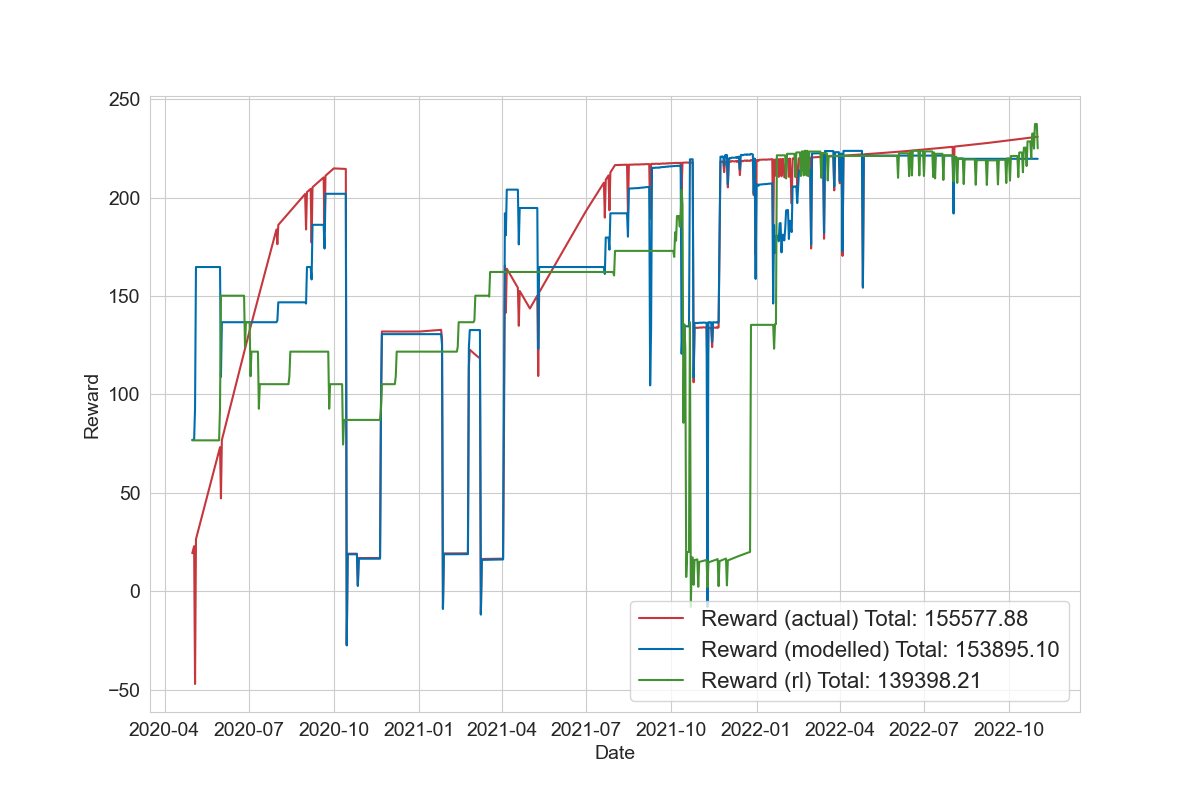 250
200
150
100
50
0
−50
Reward
2020-04 2020-07 2020-10 2021-01 2021-04 2021-07 2021-10 2022-01 2022-04 2022-07 2022-10
Date
Reward (actual) Total: 155577.88
Reward (modelled) Total: 153895.10
Reward (rl) Total: 139398.21